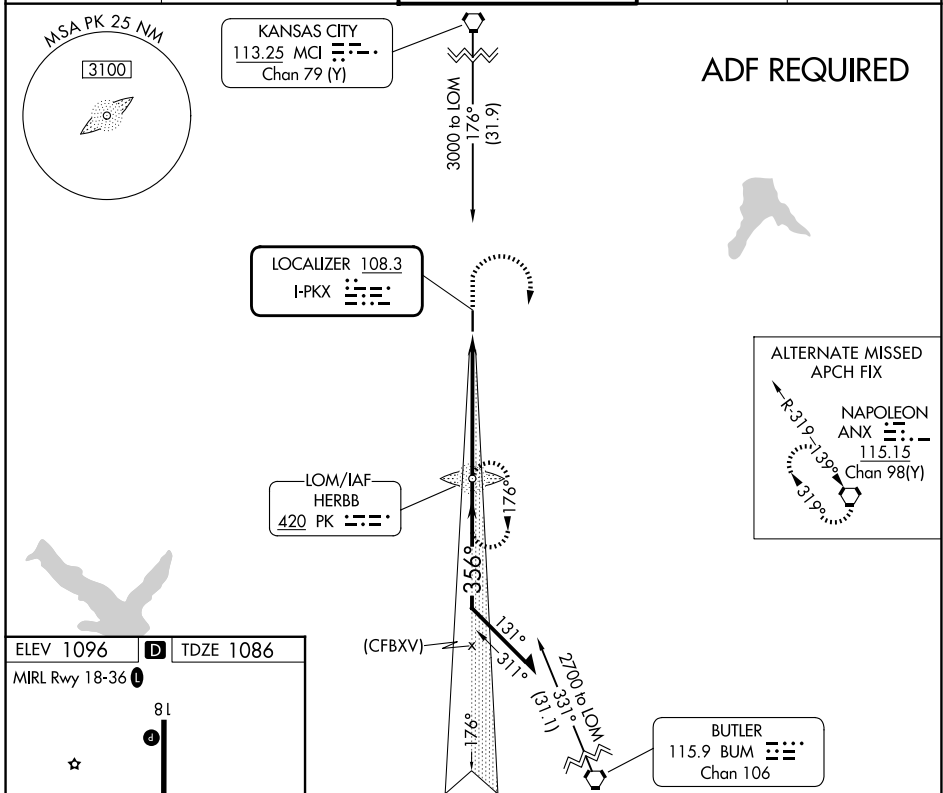 MSA PK 25 NM
3100
KANSAS CITY
113.25 MCI
Chan 79 (Y)
3000 to LOM
176°
(31.9)
ADF REQUIRED
LOCALIZER 108.3
I-PKX
ALTERNATE MISSED
APCH FIX
R-319
139°
319°
NAPOLEON
ANX
115.15
Chan 98(Y)
LOM/IAF
HERBB
420 PK
176°
356°
(CFBXV)
x
131°
311°
2700 to LOM
331°
(31.1)
176°
BUTLER
115.9 BUM
Chan 106
ELEV 1096
D
TDZE 1086
MIRL Rwy 18-36 L
18
P